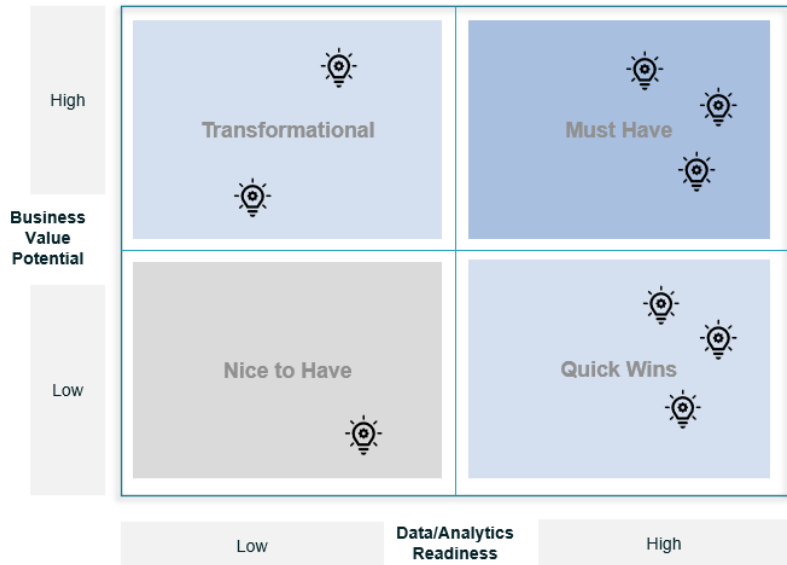 High
Transformational
Must Have
Business
Value
Potential
Low
Nice to Have
Quick Wins
Low
Data/Analytics
Readiness
High